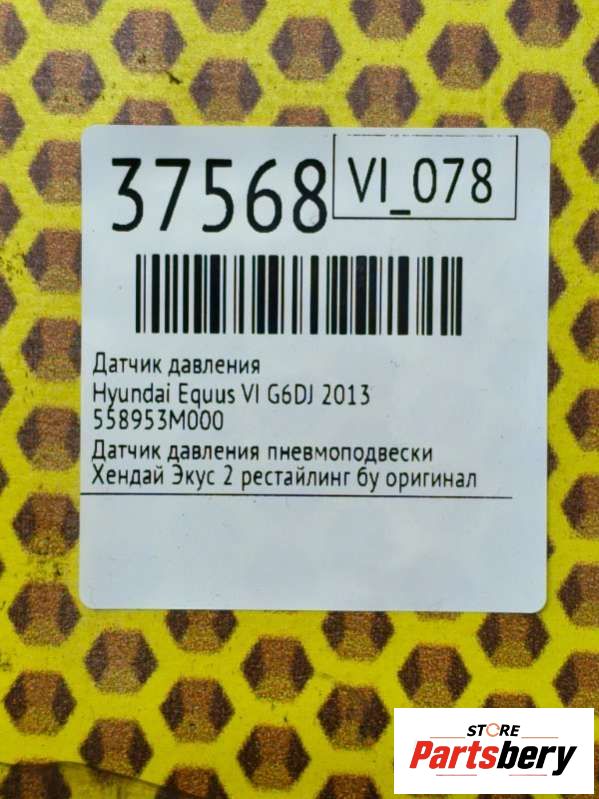 37568
VI_078
Датчик давления
Hyundai Equus VI G6DJ 2013
558953M000
Датчик давления пневмоподвески
Хендай Экус 2 рестайлинг бу оригинал
STORE
Partsbery